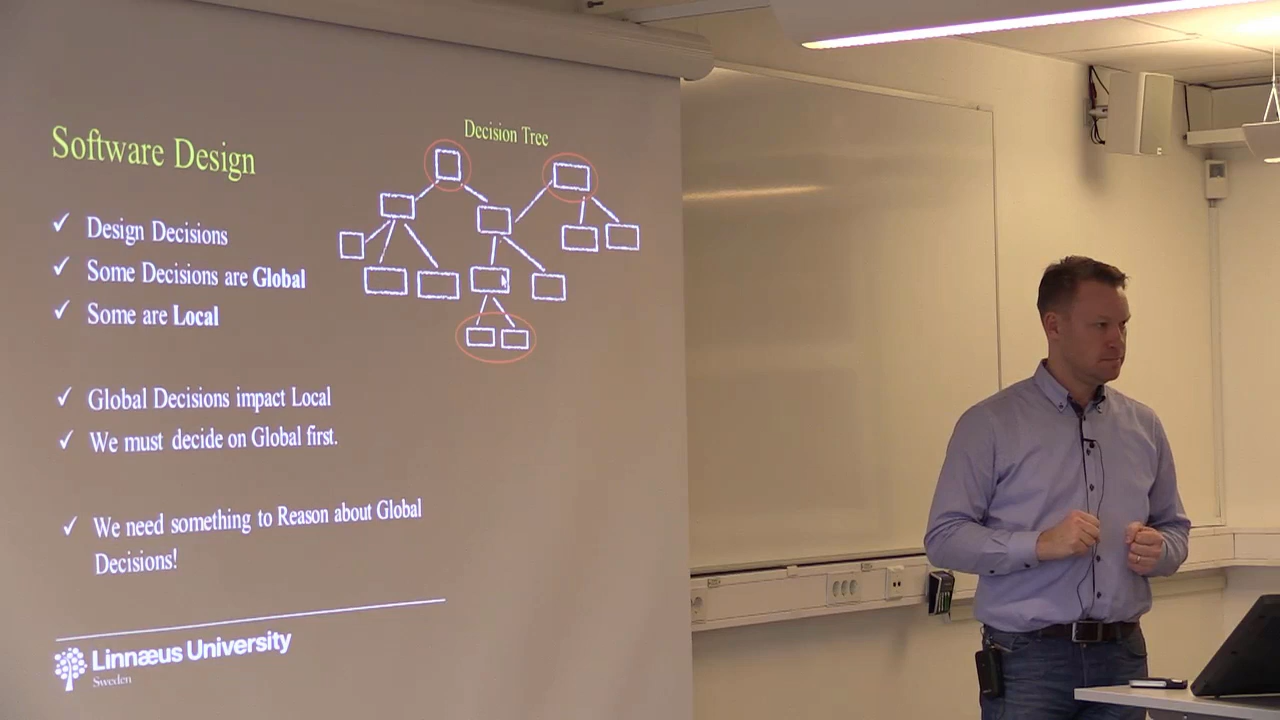 Software Design
Decision Tree
✓ Design Decisions
✓ Some Decisions are Global
✓ Some are Local
✓ Global Decisions impact Local
✓ We must decide on Global first.
✓ We need something to Reason about Global
Decisions!
Linnæus University
Sweden